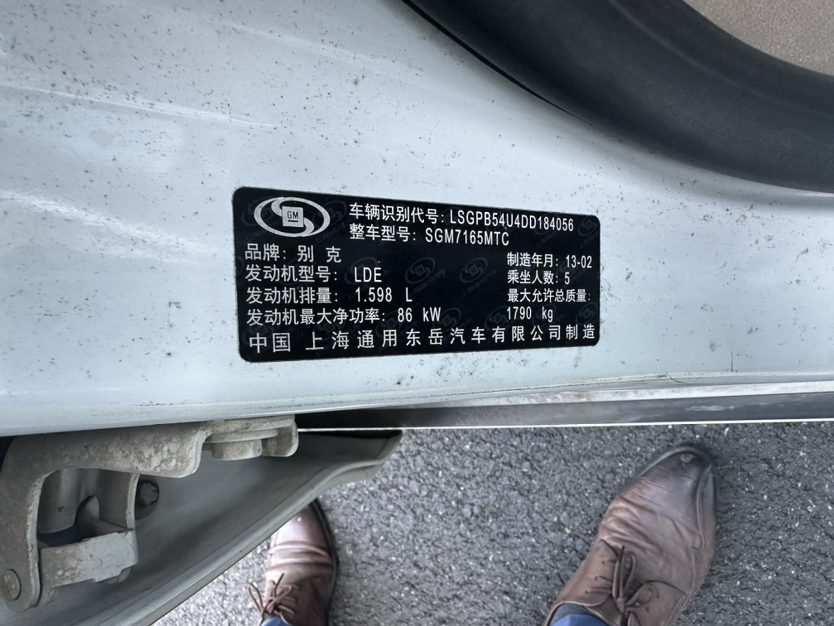 GM
车辆识别代号: LSGPB54U4DD184056
整车型号: SGM7165MTC
品牌: 别 克
制造年月: 13-02
发动机型号: LDE
乘坐人数: 5
发动机排量: 1.598 L
最大允许总质量:
发动机最大净功率: 86 kW
1790 kg
中国 上海通用东岳汽车有限公司制造